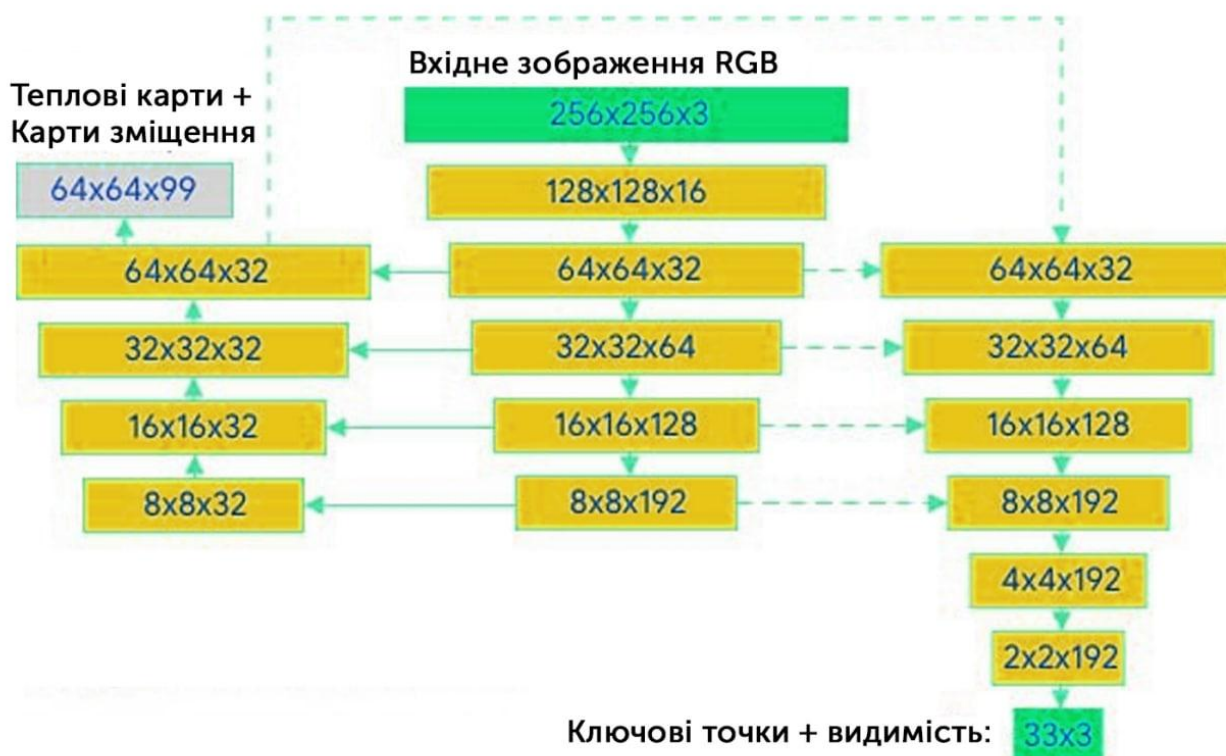 Вхідне зображення RGB
Теплові карти +
Карти зміщення
256x256x3
64x64x99
128x128x16
64x64x32
64x64x32
64x64x32
32x32x32
32x32x64
32x32x64
16x16x32
16x16x128
16x16x128
8x8x32
8x8x192
8x8x192
4x4x192
2x2x192
Ключові точки + видимість:
33x3